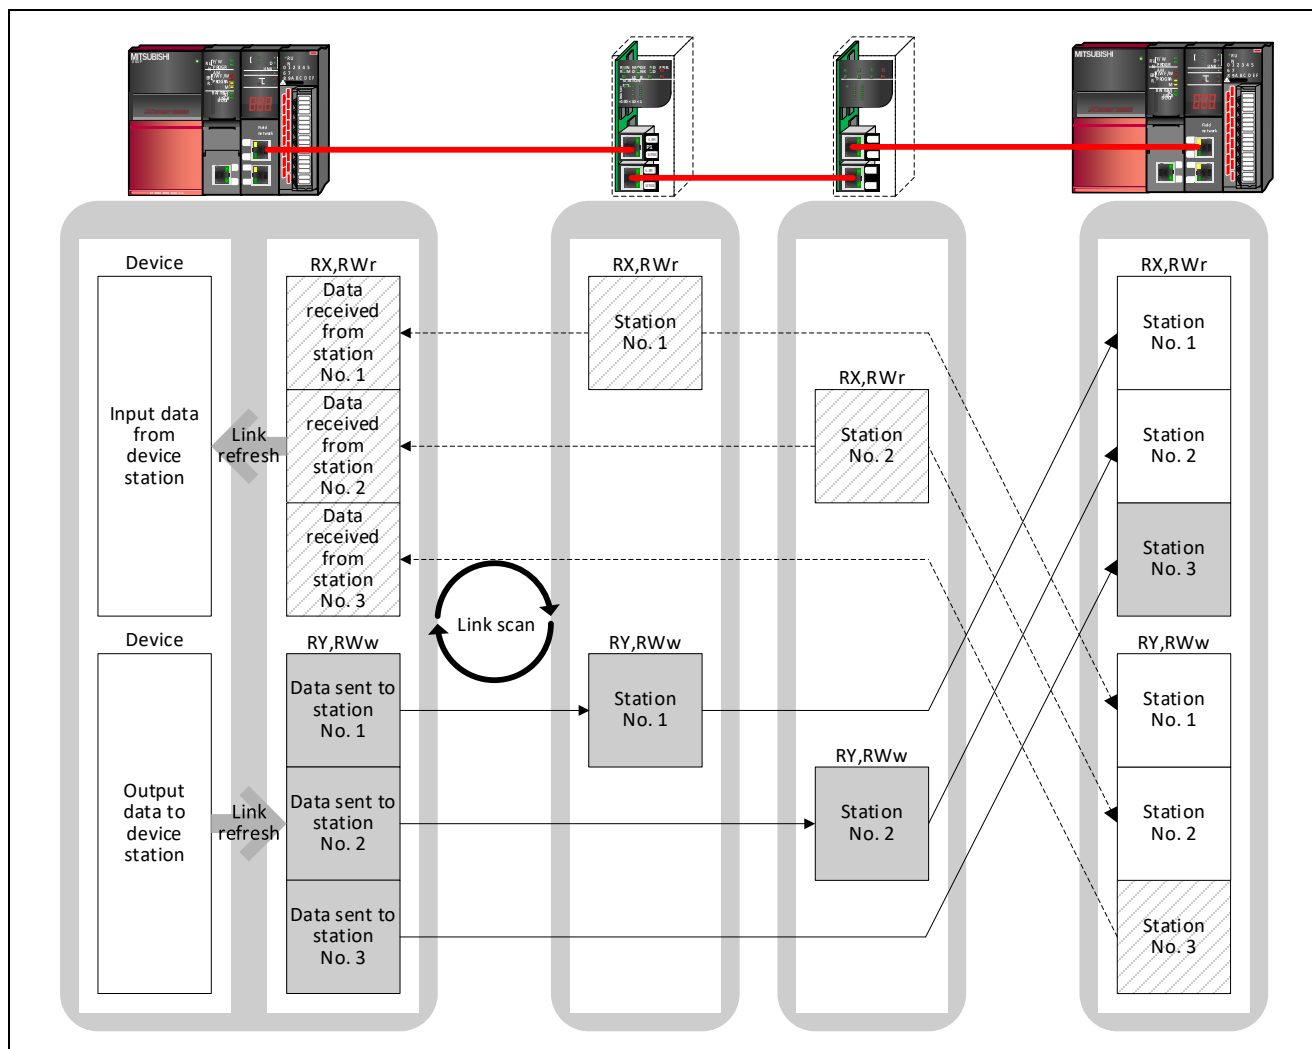 MITSUBISHI
MITSUBISHI
Field
network
P1
Field
network
Device
RX,RWr
RX,RWr
RX,RWr
Data
received
from
station
No. 1
Station
No. 1
Station
No. 1
RX,RWr
Input data
from
device
station
Link
refresh
Data
received
from
station
No. 2
Station
No. 2
Station
No. 2
Data
received
from
station
No. 3
Station
No. 3
Link scan
Device
RY,RWw
RY,RWw
RY,RWw
Data sent to
station
No. 1
Station
No. 1
Station
No. 1
RY,RWw
Output
data to
device
station
Link
refresh
Data sent to
station
No. 2
Station
No. 2
Station
No. 2
Data sent to
station
No. 3
Station
No. 3